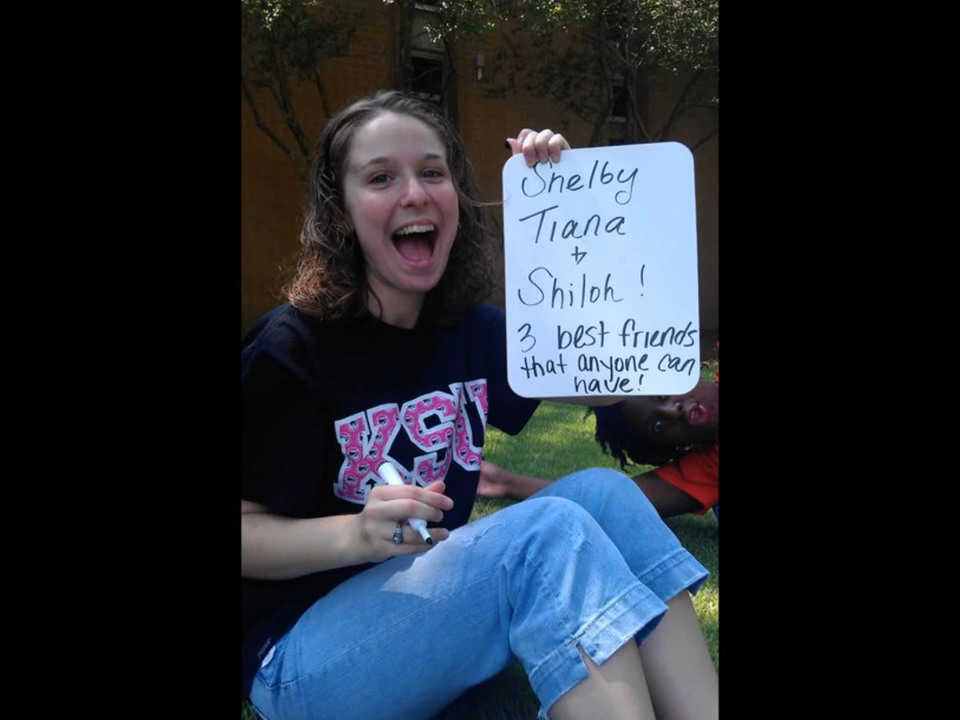 Shelby
Tiana
+
Shiloh!
3 best friends
that anyone can
have!
KSU